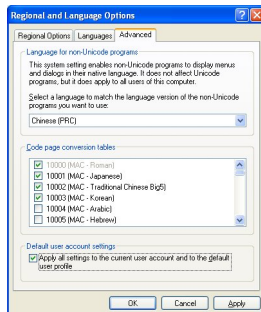 Regional and Language Options
Regional Options
Languages
Advanced
Language for non-Unicode programs
This system setting enables non-Unicode programs to display menus
and dialogs in their native language. It does not affect Unicode
programs, but it does apply to all users of this computer.
Select a language to match the language version of the non-Unicode
programs you want to use:
Chinese (PRC)
Code page conversion tables
10000 (MAC - Roman)
10001 (MAC - Japanese)
10002 (MAC - Traditional Chinese Big5)
10003 (MAC - Korean)
10004 (MAC - Arabic)
10005 (MAC - Hebrew)
Default user account settings
Apply all settings to the current user account and to the default
user profile
OK
Cancel
Apply